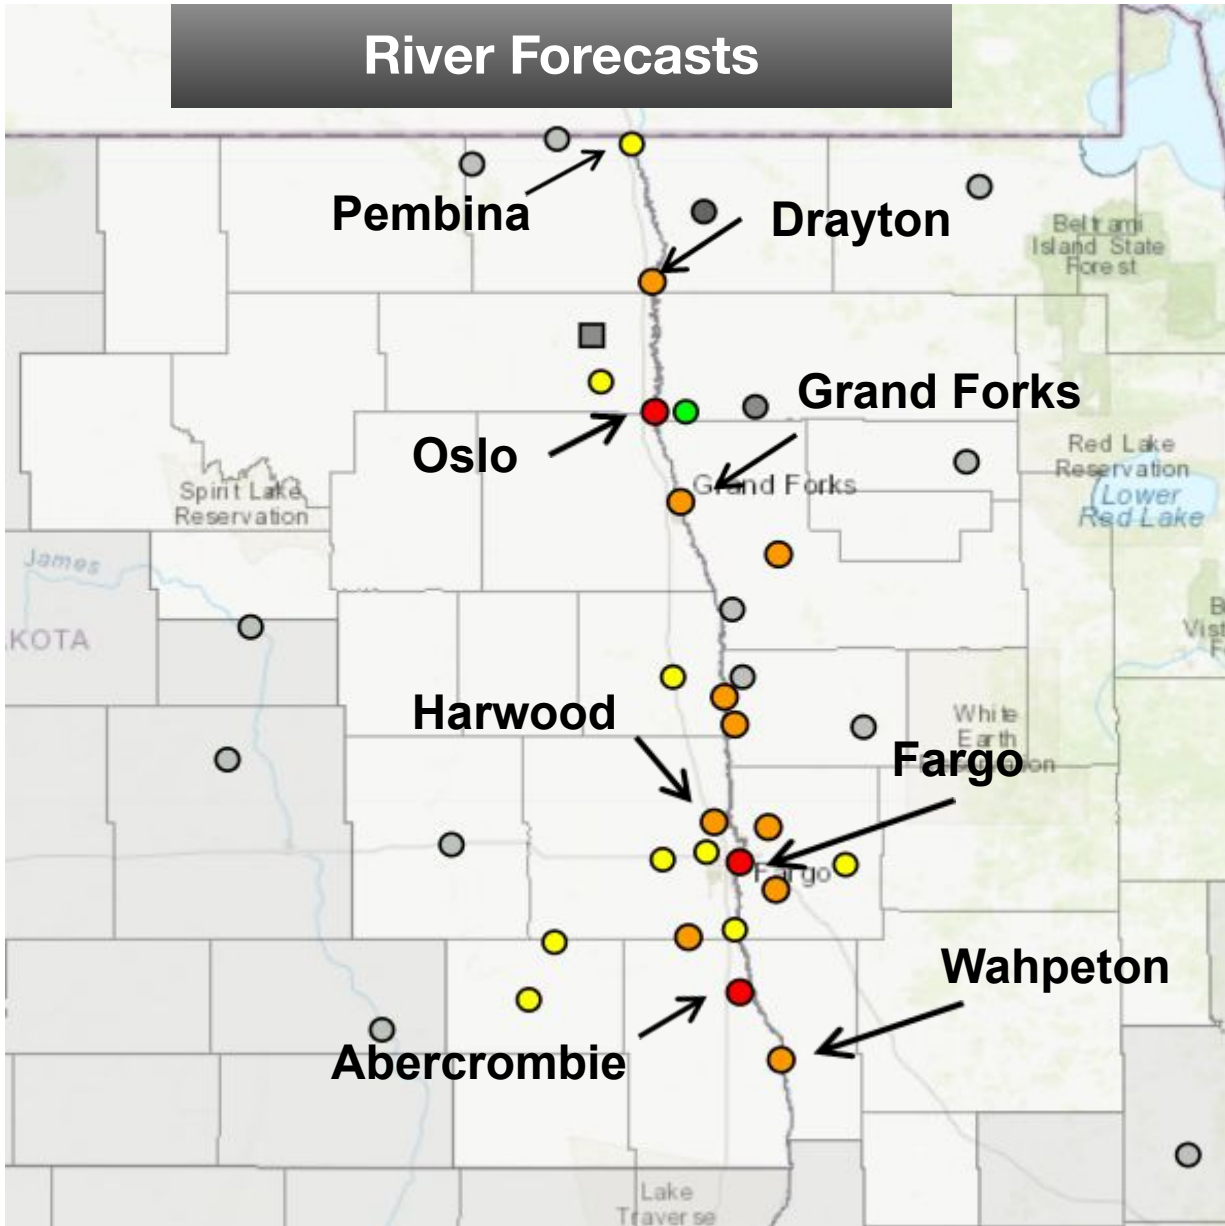 River Forecasts
Pembina
Drayton
Beltrami
Island State
Forest
Grand Forks
Oslo
Red Lake
Reservation
Grand Forks
Lower
Red Lake
Spirit Lake
Reservation
James
KOTA
B
Vist
F
Harwood
White
Earth
Fargo
Fargo
Wahpeton
Abercrombie
Lake
Traverse